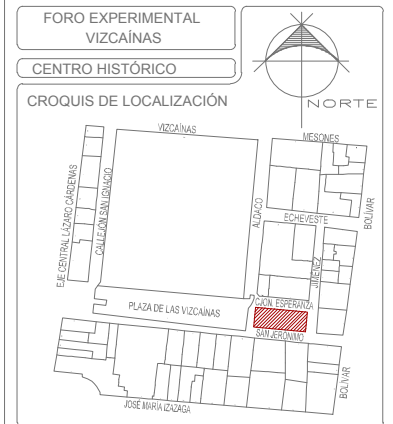 FORO EXPERIMENTAL
VIZCAÍNAS
CENTRO HISTÓRICO
NORTE
CROQUIS DE LOCALIZACIÓN
VIZCAÍNAS
MESONES
EJE CENTRAL LÁZARO CÁRDENAS
CALLEJÓN SAN IGNACIO
ALDACO
BOLÍVAR
ECHEVESTE
JIMÉNEZ
CJON. ESPERANZA
PLAZA DE LAS VIZCAÍNAS
SAN JERÓNIMO
BOLIVAR
JOSÉ MARÍA IZAZAGA